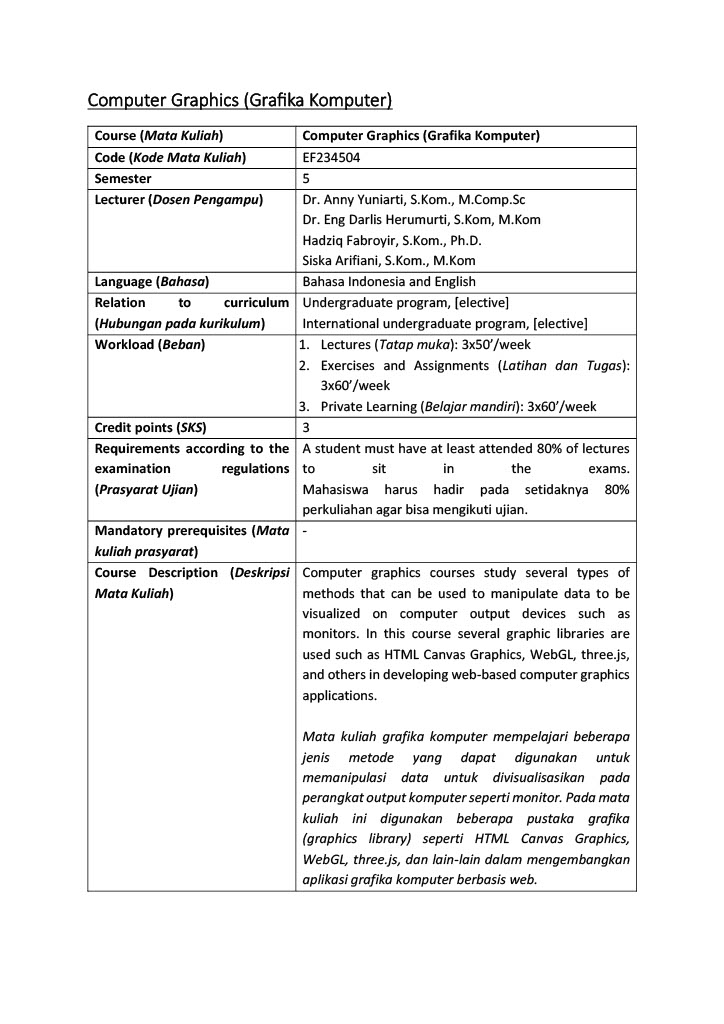 Computer Graphics (Grafika Komputer)
Course (Mata Kuliah)
Computer Graphics (Grafika Komputer)
Code (Kode Mata Kuliah)
EF234504
Semester
5
Lecturer (Dosen Pengampu)
Dr. Anny Yuniarti, S.Kom., M.Comp.Sc
Dr. Eng Darlis Herumurti, S.Kom, M.Kom
Hadziq Fabroyir, S.Kom., Ph.D.
Siska Arifiani, S.Kom., M.Kom
Language (Bahasa)
Bahasa Indonesia and English
Relation to curriculum
(Hubungan pada kurikulum)
Undergraduate program, [elective]
International undergraduate program, [elective]
Workload (Beban)
1. Lectures (Tatap muka): 3x50’/week
2. Exercises and Assignments (Latihan dan Tugas):
3x60’/week
3. Private Learning (Belajar mandiri): 3x60’/week
Credit points (SKS)
3
Requirements according to the
examination regulations
(Prasyarat Ujian)
A student must have at least attended 80% of lectures
to sit in the exams.
Mahasiswa harus hadir pada setidaknya 80%
perkuliahan agar bisa mengikuti ujian.
Mandatory prerequisites (Mata
kuliah prasyarat)
-
Course Description (Deskripsi
Mata Kuliah)
Computer graphics courses study several types of
methods that can be used to manipulate data to be
visualized on computer output devices such as
monitors. In this course several graphic libraries are
used such as HTML Canvas Graphics, WebGL, three.js,
and others in developing web-based computer graphics
applications.
Mata kuliah grafika komputer mempelajari beberapa
jenis metode yang dapat digunakan untuk
memanipulasi data untuk divisualisasikan pada
perangkat output komputer seperti monitor. Pada mata
kuliah ini digunakan beberapa pustaka grafika
(graphics library) seperti HTML Canvas Graphics,
WebGL, three.js, dan lain-lain dalam mengembangkan
aplikasi grafika komputer berbasis web.